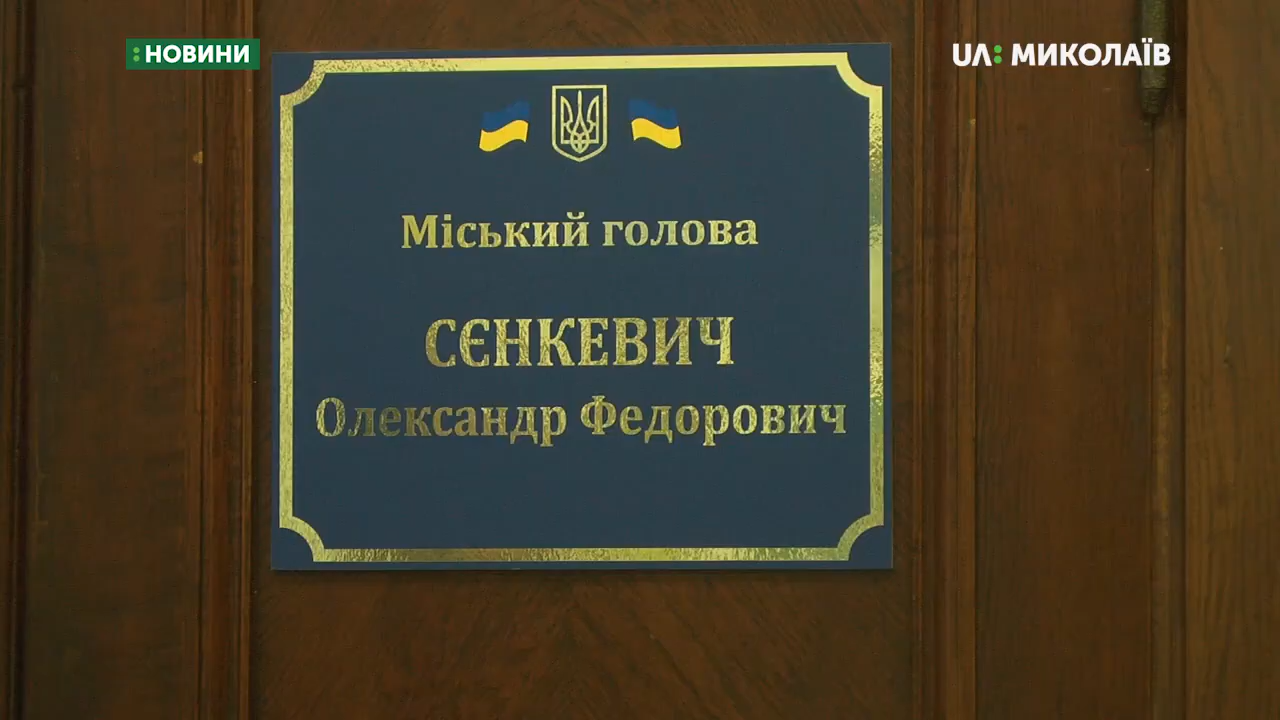 :НОВИНИ
UA: МИКОЛАЇВ
Міський голова
СЄНКЕВИЧ
Олександр Федорович